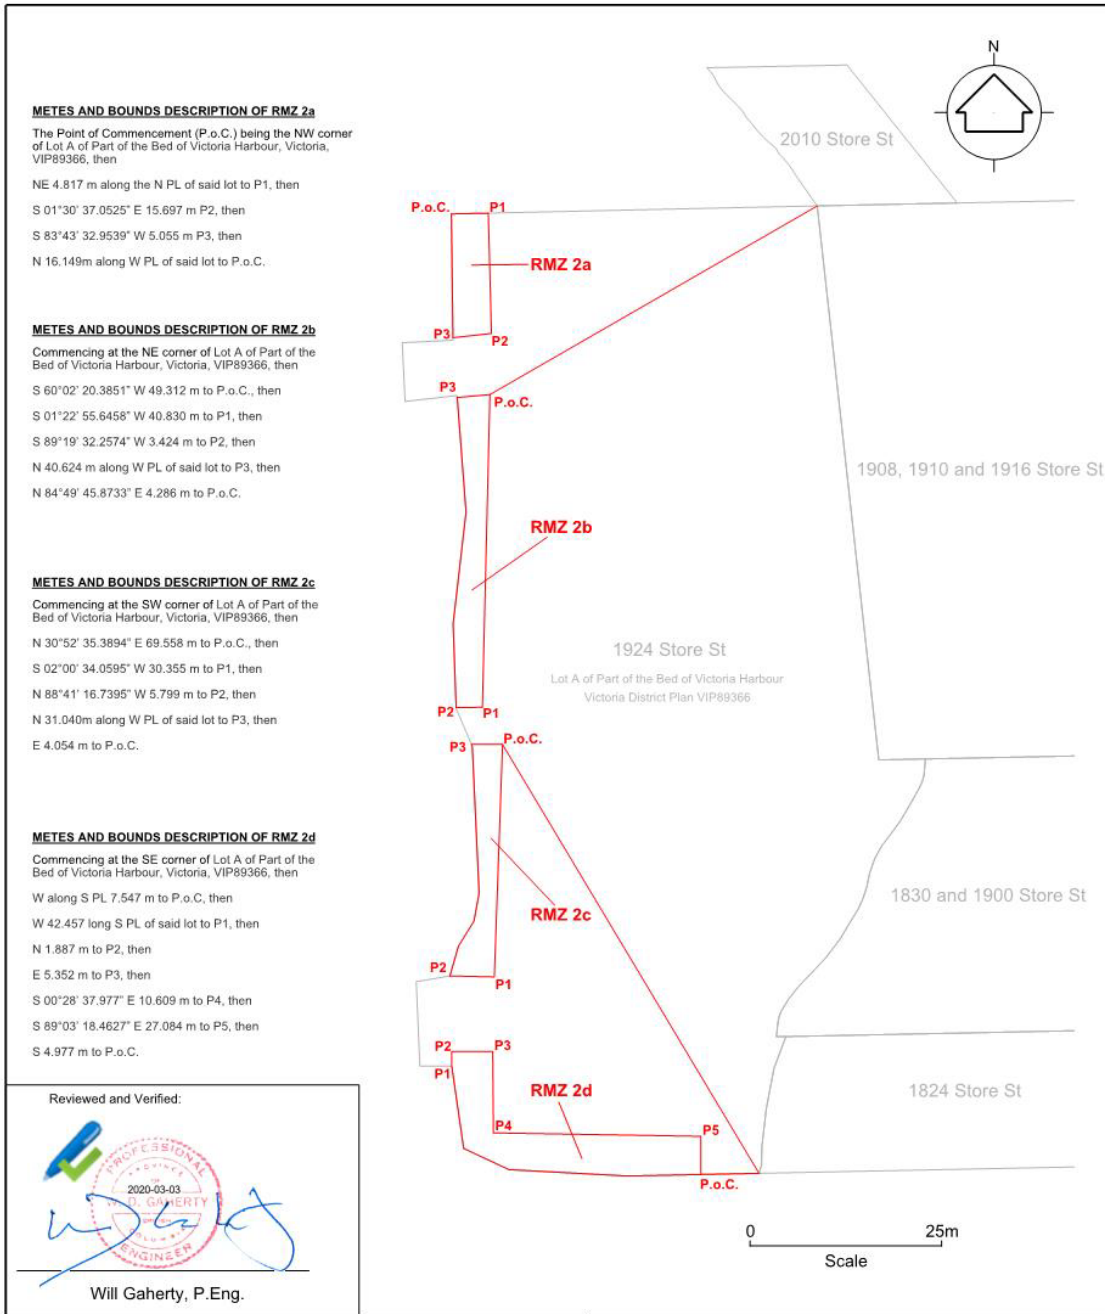 METES AND BOUNDS DESCRIPTION OF RMZ 2a
The Point of Commencement (P.o.C.) being the NW corner
of Lot A of Part of the Bed of Victoria Harbour, Victoria,
VIP89366, then
NE 4.817 m along the N PL of said lot to P1, then
S 01°30' 37.0525" E 15.697 m P2, then
S 83°43' 32.9539" W 5.055 m P3, then
N 16.149m along W PL of said lot to P.o.C.
METES AND BOUNDS DESCRIPTION OF RMZ 2b
Commencing at the NE corner of Lot A of Part of the
Bed of Victoria Harbour, Victoria, VIP89366, then
S 60°02' 20.3851" W 49.312 m to P.o.C., then
S 01°22' 55.6458" W 40.830 m to P1, then
S 89°19' 32.2574" W 3.424 m to P2, then
N 40.624 m along W PL of said lot to P3, then
N 84°49' 45.8733" E 4.286 m to P.o.C.
METES AND BOUNDS DESCRIPTION OF RMZ 2c
Commencing at the SW corner of Lot A of Part of the
Bed of Victoria Harbour, Victoria, VIP89366, then
N 30°52' 35.3894" E 69.558 m to P.o.C., then
S 02°00' 34.0595" W 30.355 m to P1, then
N 88°41' 16.7395" W 5.799 m to P2, then
N 31.040m along W PL of said lot to P3, then
E 4.054 m to P.o.C.
METES AND BOUNDS DESCRIPTION OF RMZ 2d
Commencing at the SE corner of Lot A of Part of the
Bed of Victoria Harbour, Victoria, VIP89366, then
W along S PL 7.547 m to P.o.C, then
W 42.457 long S PL of said lot to P1, then
N 1.887 m to P2, then
E 5.352 m to P3, then
S 00°28' 37.977" E 10.609 m to P4, then
S 89°03' 18.4627" E 27.084 m to P5, then
S 4.977 m to P.o.C.
Reviewed and Verified:
PROFESSIONAL
PROVINCE
OF
2020-03-03
W. D. GAHERTY
BRITISH
COLUMBIA
ENGINEER
Will Gaherty, P.Eng.
N
2010 Store St
P.o.C.
P1
RMZ 2a
P3
P2
P3
P.o.C.
1908, 1910 and 1916 Store St
RMZ 2b
1924 Store St
Lot A of Part of the Bed of Victoria Harbour
Victoria District Plan VIP89366
P2
P1
P3
P.o.C.
1830 and 1900 Store St
RMZ 2c
P2
P1
P2
P3
P1
RMZ 2d
1824 Store St
P4
P5
P.o.C.
0
25m
Scale